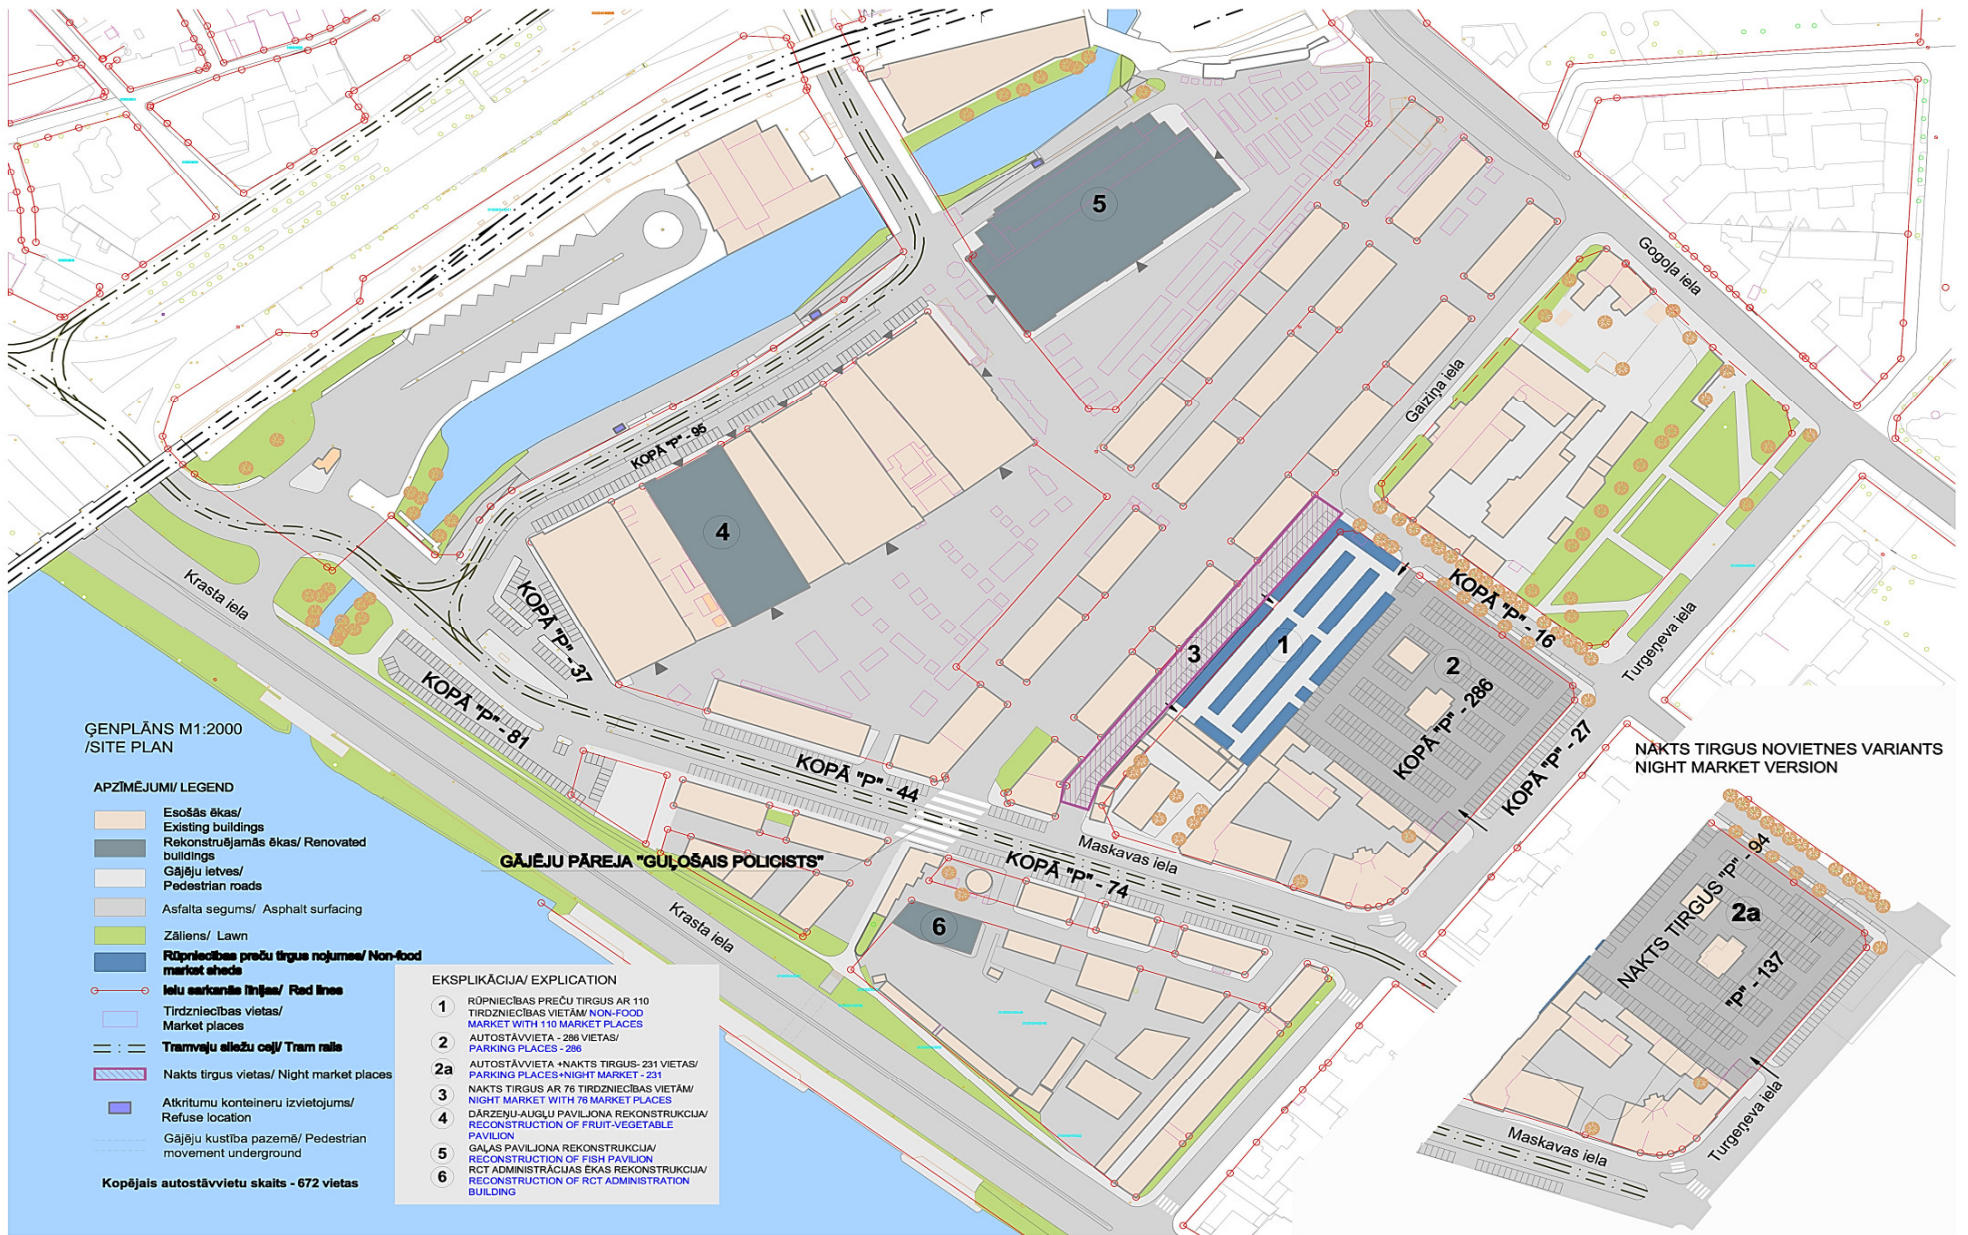 Gogoļa iela
Gaiziņa iela
KOPĀ "P" - 95
5
4
Krasta iela
KOPĀ "P" - 37
KOPĀ "P" - 81
KOPĀ "P" - 16
1
2
3
Turgeņeva iela
KOPĀ "P" - 286
KOPĀ "P" - 27
KOPĀ "P" - 44
GĀJĒJU PĀREJA "GUĻOŠAIS POLICISTS"
Maskavas iela
KOPĀ "P" - 74
Krasta iela
6
NAKTS TIRGUS NOVIETNES VARIANTS
NIGHT MARKET VERSION
NAKTS TIRGUS "P" - 94
2a
"P" - 137
Maskavas iela
Turgeņeva iela
ĢENPLĀNS M1:2000
/SITE PLAN
APZĪMĒJUMI/ LEGEND
Esošās ēkas/
Existing buildings
Rekonstruējamās ēkas/ Renovated
buildings
Gājēju ietves/
Pedestrian roads
Asfalta segums/ Asphalt surfacing
Zāliens/ Lawn
Rūpniecības preču tirgus nojumes/ Non-food
market sheds
Ielu sarkanās līnijas/ Red lines
Tirdzniecības vietas/
Market places
Tramvaju sliežu ceļi/ Tram rails
Nakts tirgus vietas/ Night market places
Atkritumu konteineru izvietojums/
Refuse location
Gājēju kustība pazemē/ Pedestrian
movement underground
Kopējais autostāvvietu skaits - 672 vietas
EKSPLIKĀCIJA/ EXPLICATION
1 RŪPNIECĪBAS PREČU TIRGUS AR 110
TIRDZNIECĪBAS VIETĀM/ NON-FOOD
MARKET WITH 110 MARKET PLACES
2 AUTOSTĀVVIETA - 286 VIETAS/
PARKING PLACES - 286
2a AUTOSTĀVVIETA +NAKTS TIRGUS- 231 VIETAS/
PARKING PLACES+NIGHT MARKET - 231
3 NAKTS TIRGUS AR 76 TIRDZNIECĪBAS VIETĀM/
NIGHT MARKET WITH 76 MARKET PLACES
4 DĀRZEŅU-AUGĻU PAVILJONA REKONSTRUKCIJA/
RECONSTRUCTION OF FRUIT-VEGETABLE
PAVILION
5 GAĻAS PAVILJONA REKONSTRUKCIJA/
RECONSTRUCTION OF FISH PAVILION
6 RCT ADMINISTRĀCIJAS ĒKAS REKONSTRUKCIJA/
RECONSTRUCTION OF RCT ADMINISTRATION
BUILDING